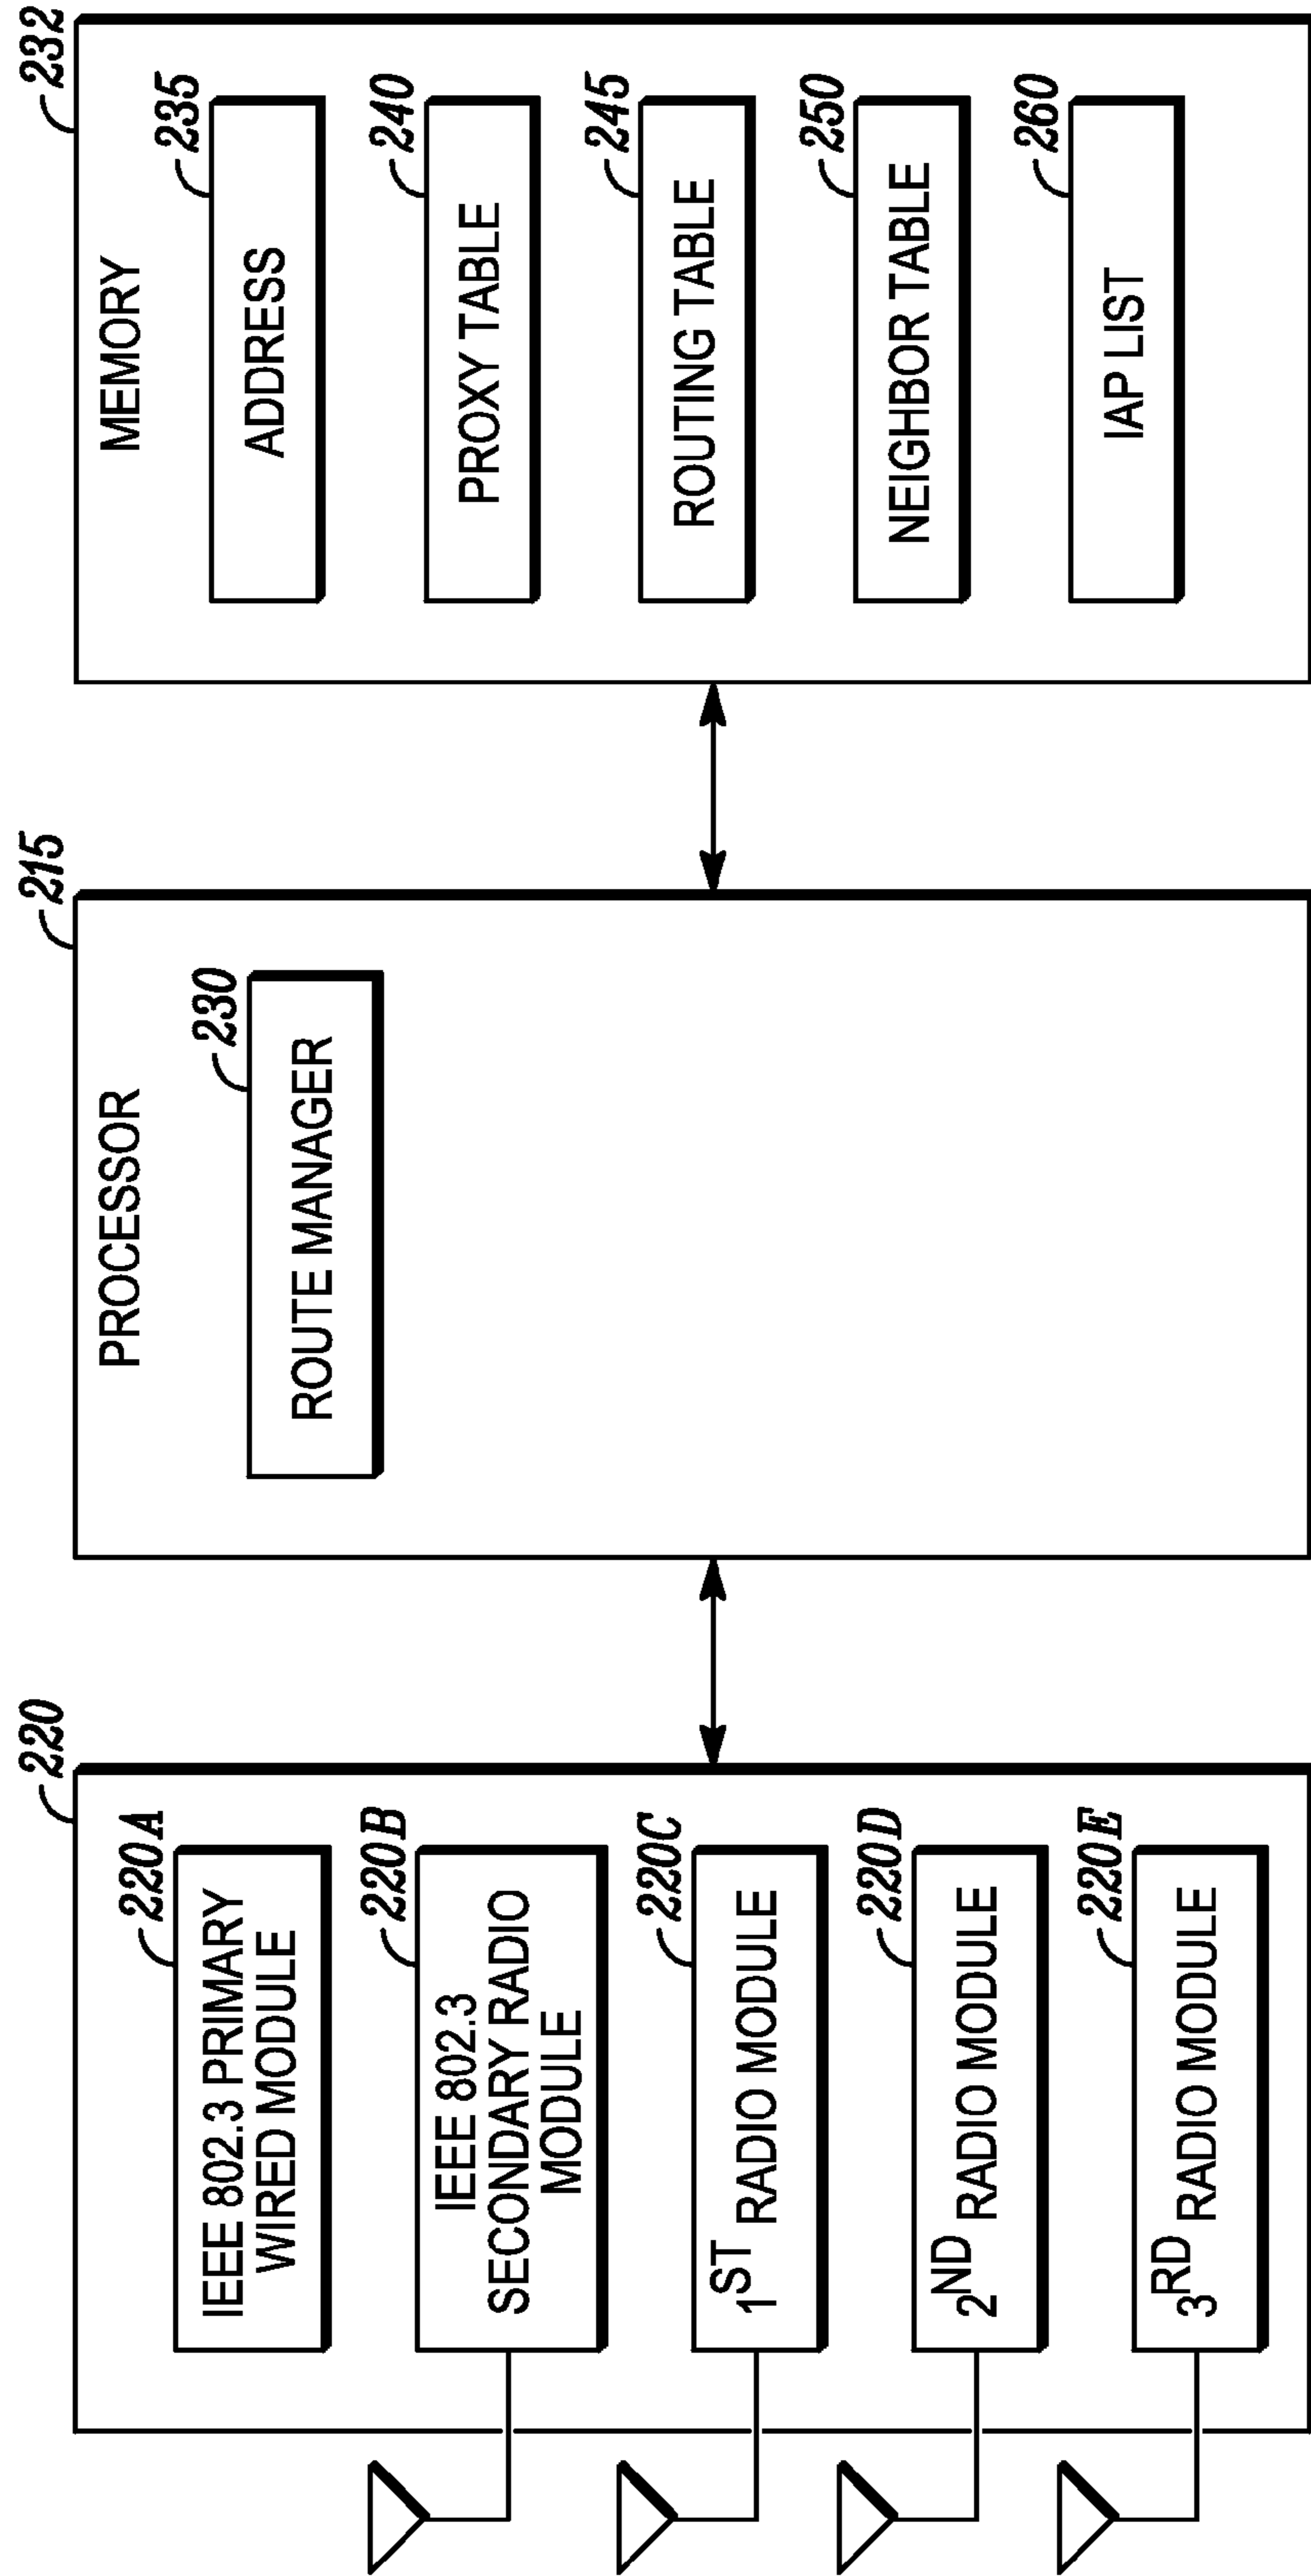 220
220A
IEEE 802.3 PRIMARY
WIRED MODULE
220B
IEEE 802.3
SECONDARY RADIO
MODULE
220C
1ST RADIO MODULE
220D
2ND RADIO MODULE
220E
3RD RADIO MODULE
215
PROCESSOR
230
ROUTE MANAGER
232
MEMORY
235
ADDRESS
240
PROXY TABLE
245
ROUTING TABLE
250
NEIGHBOR TABLE
260
IAP LIST